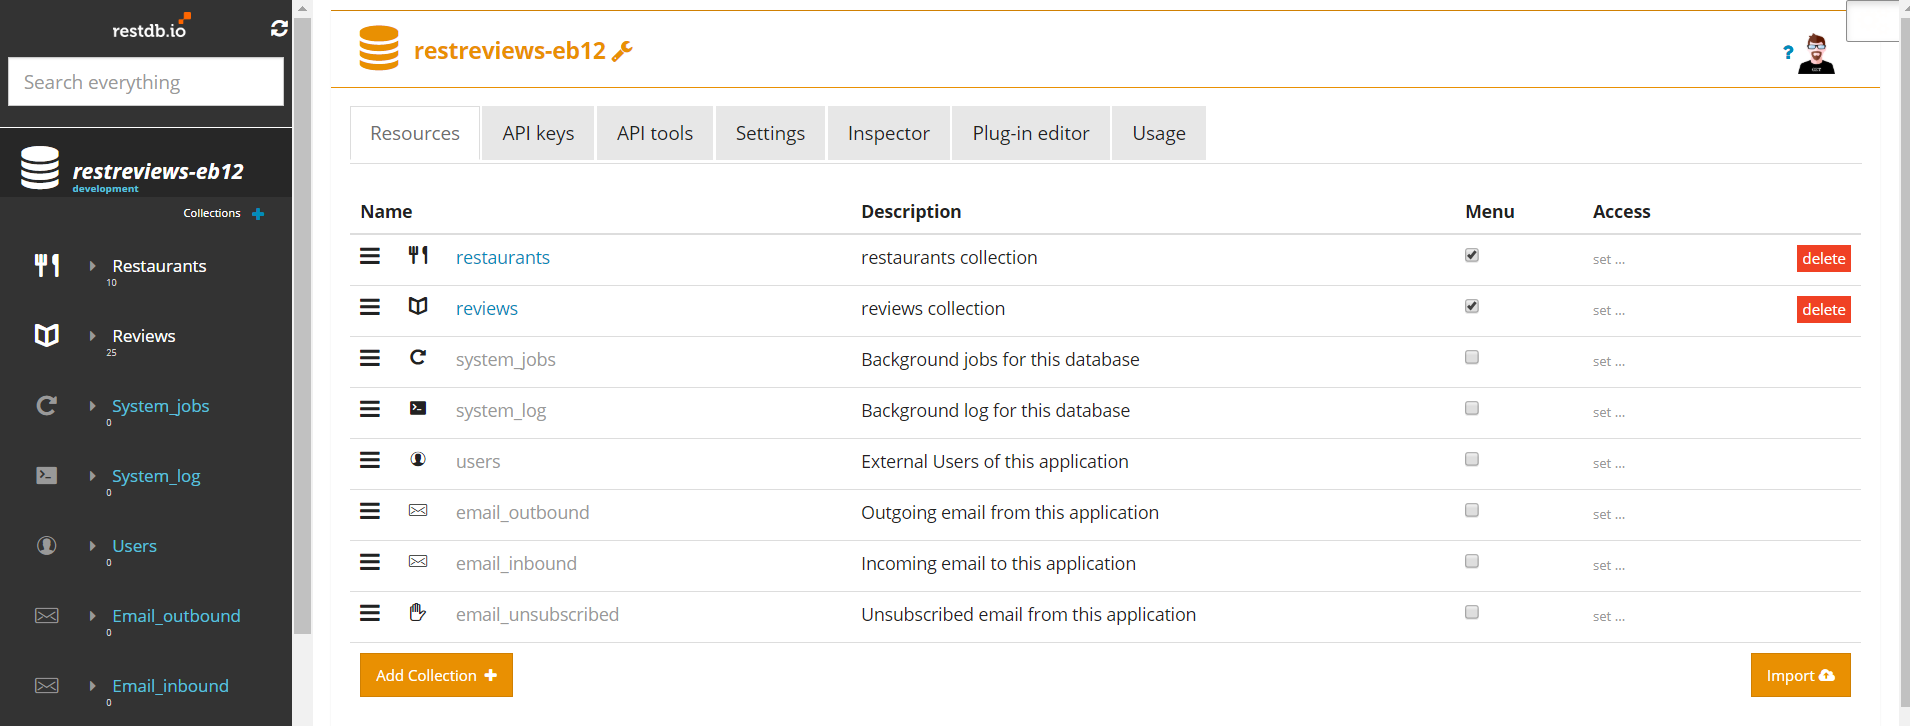 restdb.io
Search everything
restreviews-eb12
development
Collections
Restaurants
10
Reviews
25
System_jobs
0
System_log
0
Users
0
Email_outbound
0
Email_inbound
0
restreviews-eb12
?
GET
Resources API keys API tools Settings Inspector Plug-in editor Usage
Name Description Menu Access
restaurants restaurants collection set ... delete
reviews reviews collection set ... delete
system_jobs Background jobs for this database set ...
system_log Background log for this database set ...
users External Users of this application set ...
email_outbound Outgoing email from this application set ...
email_inbound Incoming email to this application set ...
email_unsubscribed Unsubscribed email from this application set ...
Add Collection Import